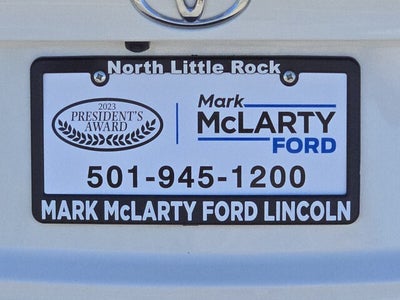 North Little Rock
2023
PRESIDENT'S
AWARD
Mark
McLARTY
FORD
501-945-1200
MARK McLARTY FORD LINCOLN